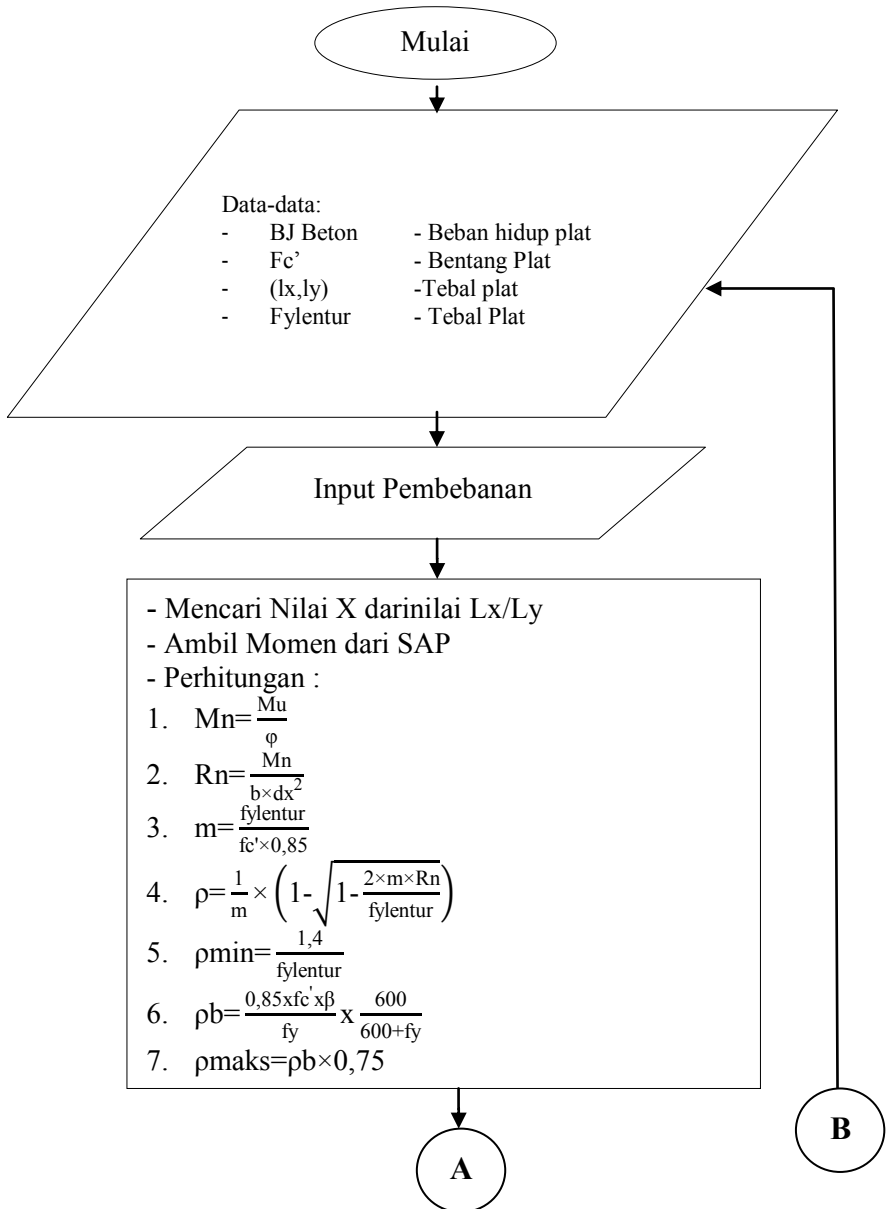 Mulai
Data-data:
- BJ Beton - Beban hidup plat
- Fc’ - Bentang Plat
- (lx,ly) -Tebal plat
- Fylentur - Tebal Plat
Input Pembebanan
- Mencari Nilai X darinilai Lx/Ly
- Ambil Momen dari SAP
- Perhitungan :
1. Mn=Mu/φ
2. Rn=Mn/b×dx²
3. m=fylentur/fc'×0,85
4. ρ=1/m×(1-√1-2×m×Rn/fylentur)
5. ρmin=1,4/fylentur
6. ρb=0,85xfc'xβ/fy x 600/600+fy
7. ρmaks=ρb×0,75
B
A